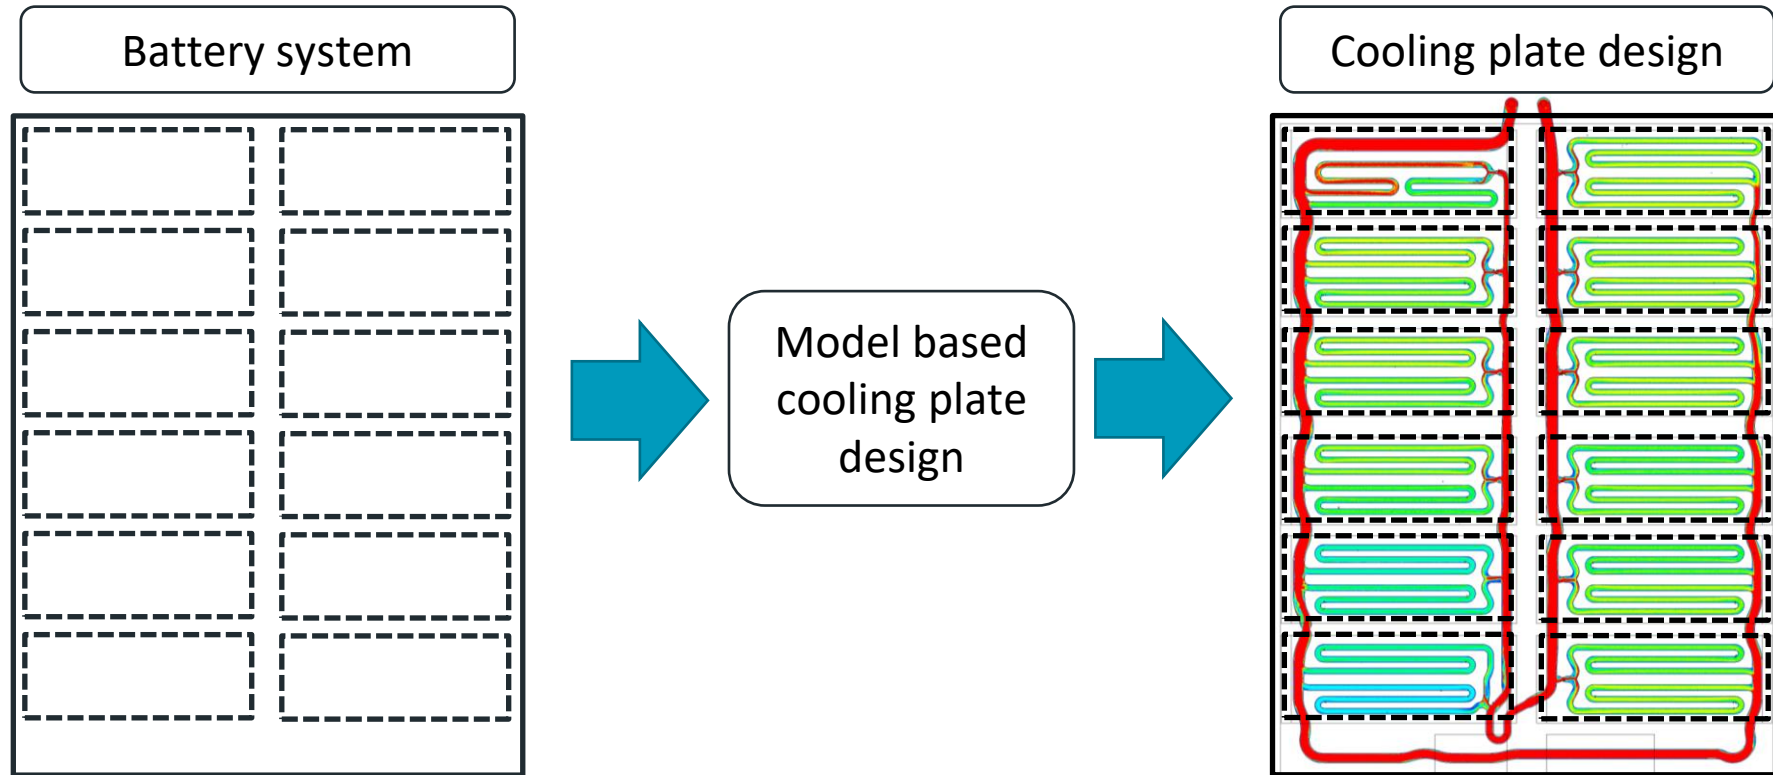 Battery system
Cooling plate design
Model based
cooling plate
design